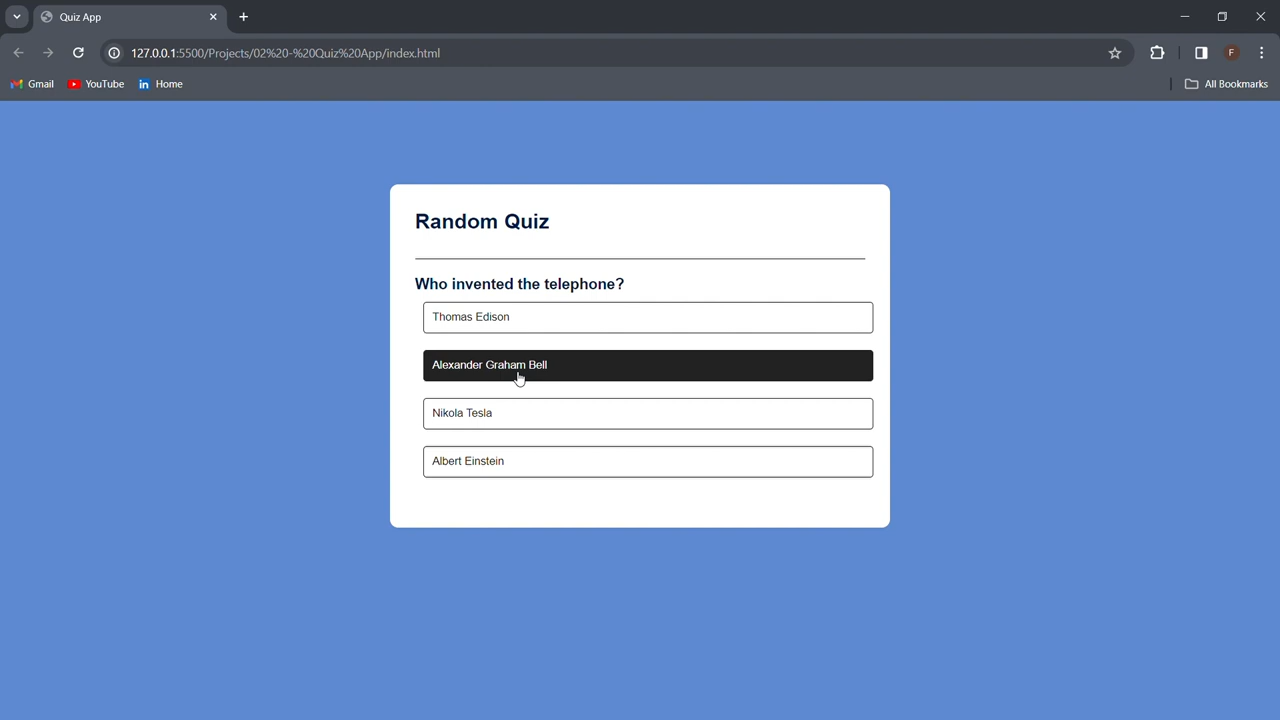 Quiz App
127.0.0.1:5500/Projects/02%20-%20Quiz%20App/index.html
Gmail
YouTube
in Home
All Bookmarks
F
Random Quiz
Who invented the telephone?
Thomas Edison
Alexander Graham Bell
Nikola Tesla
Albert Einstein